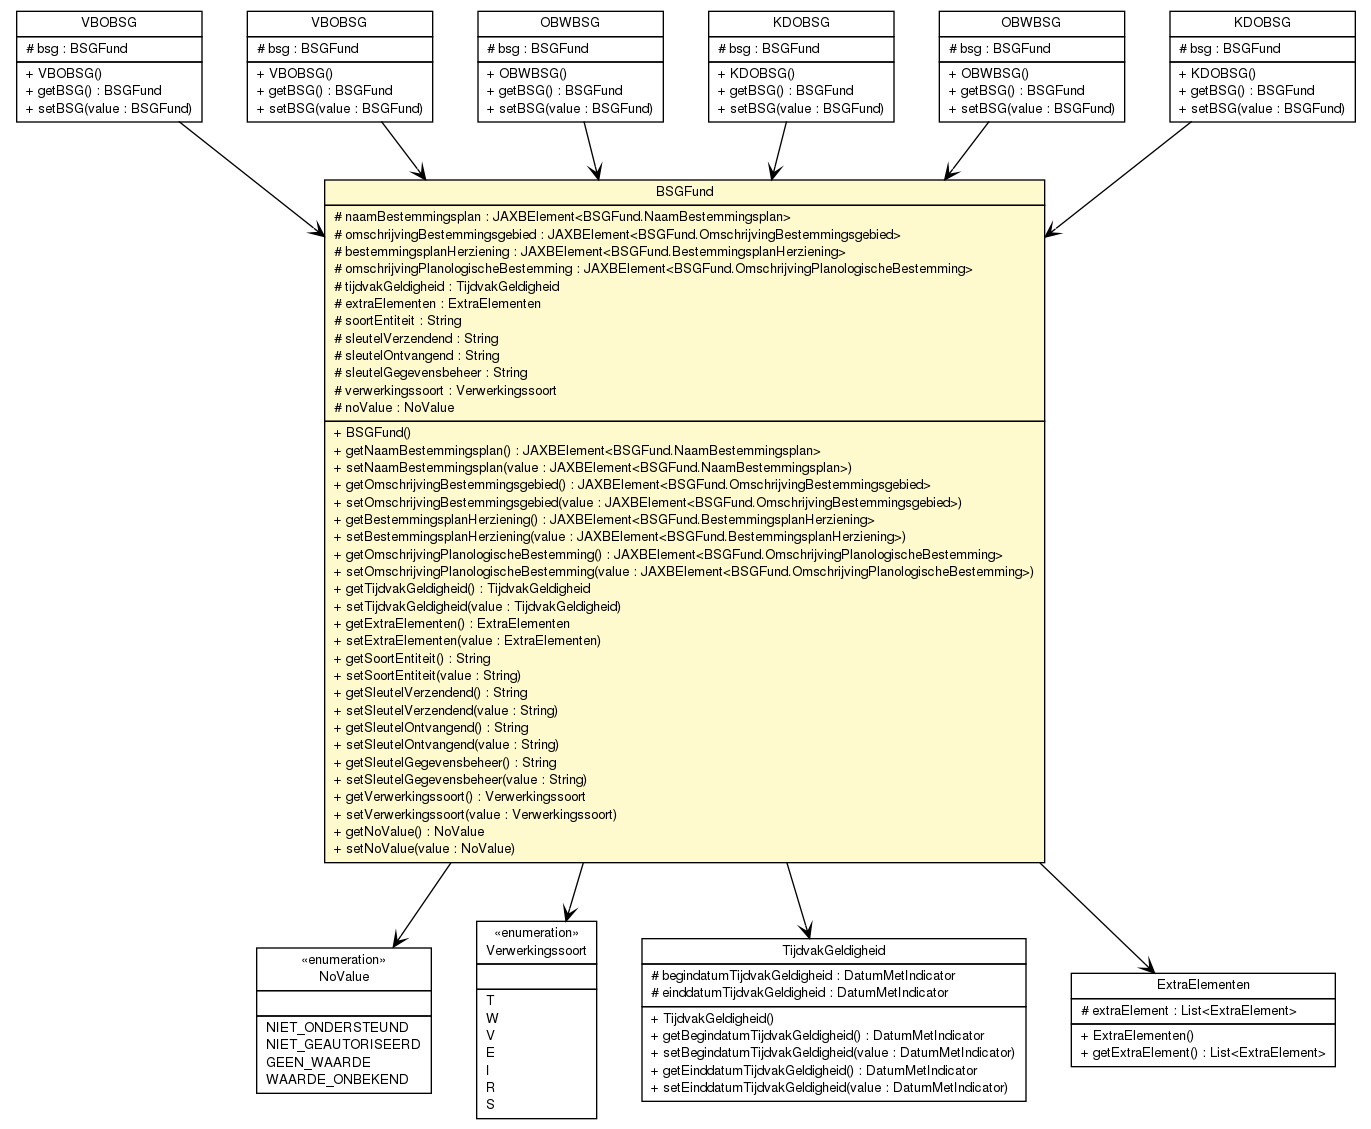 VBOBSG
# bsg : BSGFund
+ VBOBSG()
+ getBSG() : BSGFund
+ setBSG(value : BSGFund)
VBOBSG
# bsg : BSGFund
+ VBOBSG()
+ getBSG() : BSGFund
+ setBSG(value : BSGFund)
OBWBSG
# bsg : BSGFund
+ OBWBSG()
+ getBSG() : BSGFund
+ setBSG(value : BSGFund)
KDOBSG
# bsg : BSGFund
+ KDOBSG()
+ getBSG() : BSGFund
+ setBSG(value : BSGFund)
OBWBSG
# bsg : BSGFund
+ OBWBSG()
+ getBSG() : BSGFund
+ setBSG(value : BSGFund)
KDOBSG
# bsg : BSGFund
+ KDOBSG()
+ getBSG() : BSGFund
+ setBSG(value : BSGFund)
BSGFund
# naamBestemmingsplan : JAXBElement<BSGFund.NaamBestemmingsplan>
# omschrijvingBestemmingsgebied : JAXBElement<BSGFund.OmschrijvingBestemmingsgebied>
# bestemmingsplanHerziening : JAXBElement<BSGFund.BestemmingsplanHerziening>
# omschrijvingPlanologischeBestemming : JAXBElement<BSGFund.OmschrijvingPlanologischeBestemming>
# tijdvakGeldigheid : TijdvakGeldigheid
# extraElementen : ExtraElementen
# soortEntiteit : String
# sleutelVerzendend : String
# sleutelOntvangend : String
# sleutelGegevensbeheer : String
# verwerkingssoort : Verwerkingssoort
# noValue : NoValue
+ BSGFund()
+ getNaamBestemmingsplan() : JAXBElement<BSGFund.NaamBestemmingsplan>
+ setNaamBestemmingsplan(value : JAXBElement<BSGFund.NaamBestemmingsplan>)
+ getOmschrijvingBestemmingsgebied() : JAXBElement<BSGFund.OmschrijvingBestemmingsgebied>
+ setOmschrijvingBestemmingsgebied(value : JAXBElement<BSGFund.OmschrijvingBestemmingsgebied>)
+ getBestemmingsplanHerziening() : JAXBElement<BSGFund.BestemmingsplanHerziening>
+ setBestemmingsplanHerziening(value : JAXBElement<BSGFund.BestemmingsplanHerziening>)
+ getOmschrijvingPlanologischeBestemming() : JAXBElement<BSGFund.OmschrijvingPlanologischeBestemming>
+ setOmschrijvingPlanologischeBestemming(value : JAXBElement<BSGFund.OmschrijvingPlanologischeBestemming>)
+ getTijdvakGeldigheid() : TijdvakGeldigheid
+ setTijdvakGeldigheid(value : TijdvakGeldigheid)
+ getExtraElementen() : ExtraElementen
+ setExtraElementen(value : ExtraElementen)
+ getSoortEntiteit() : String
+ setSoortEntiteit(value : String)
+ getSleutelVerzendend() : String
+ setSleutelVerzendend(value : String)
+ getSleutelOntvangend() : String
+ setSleutelOntvangend(value : String)
+ getSleutelGegevensbeheer() : String
+ setSleutelGegevensbeheer(value : String)
+ getVerwerkingssoort() : Verwerkingssoort
+ setVerwerkingssoort(value : Verwerkingssoort)
+ getNoValue() : NoValue
+ setNoValue(value : NoValue)
«enumeration»
NoValue
NIET_ONDERSTEUND
NIET_GEAUTORISEERD
GEEN_WAARDE
WAARDE_ONBEKEND
«enumeration»
Verwerkingssoort
T
W
V
E
I
R
S
TijdvakGeldigheid
# begindatumTijdvakGeldigheid : DatumMetIndicator
# einddatumTijdvakGeldigheid : DatumMetIndicator
+ TijdvakGeldigheid()
+ getBegindatumTijdvakGeldigheid() : DatumMetIndicator
+ setBegindatumTijdvakGeldigheid(value : DatumMetIndicator)
+ getEinddatumTijdvakGeldigheid() : DatumMetIndicator
+ setEinddatumTijdvakGeldigheid(value : DatumMetIndicator)
ExtraElementen
# extraElement : List<ExtraElement>
+ ExtraElementen()
+ getExtraElement() : List<ExtraElement>